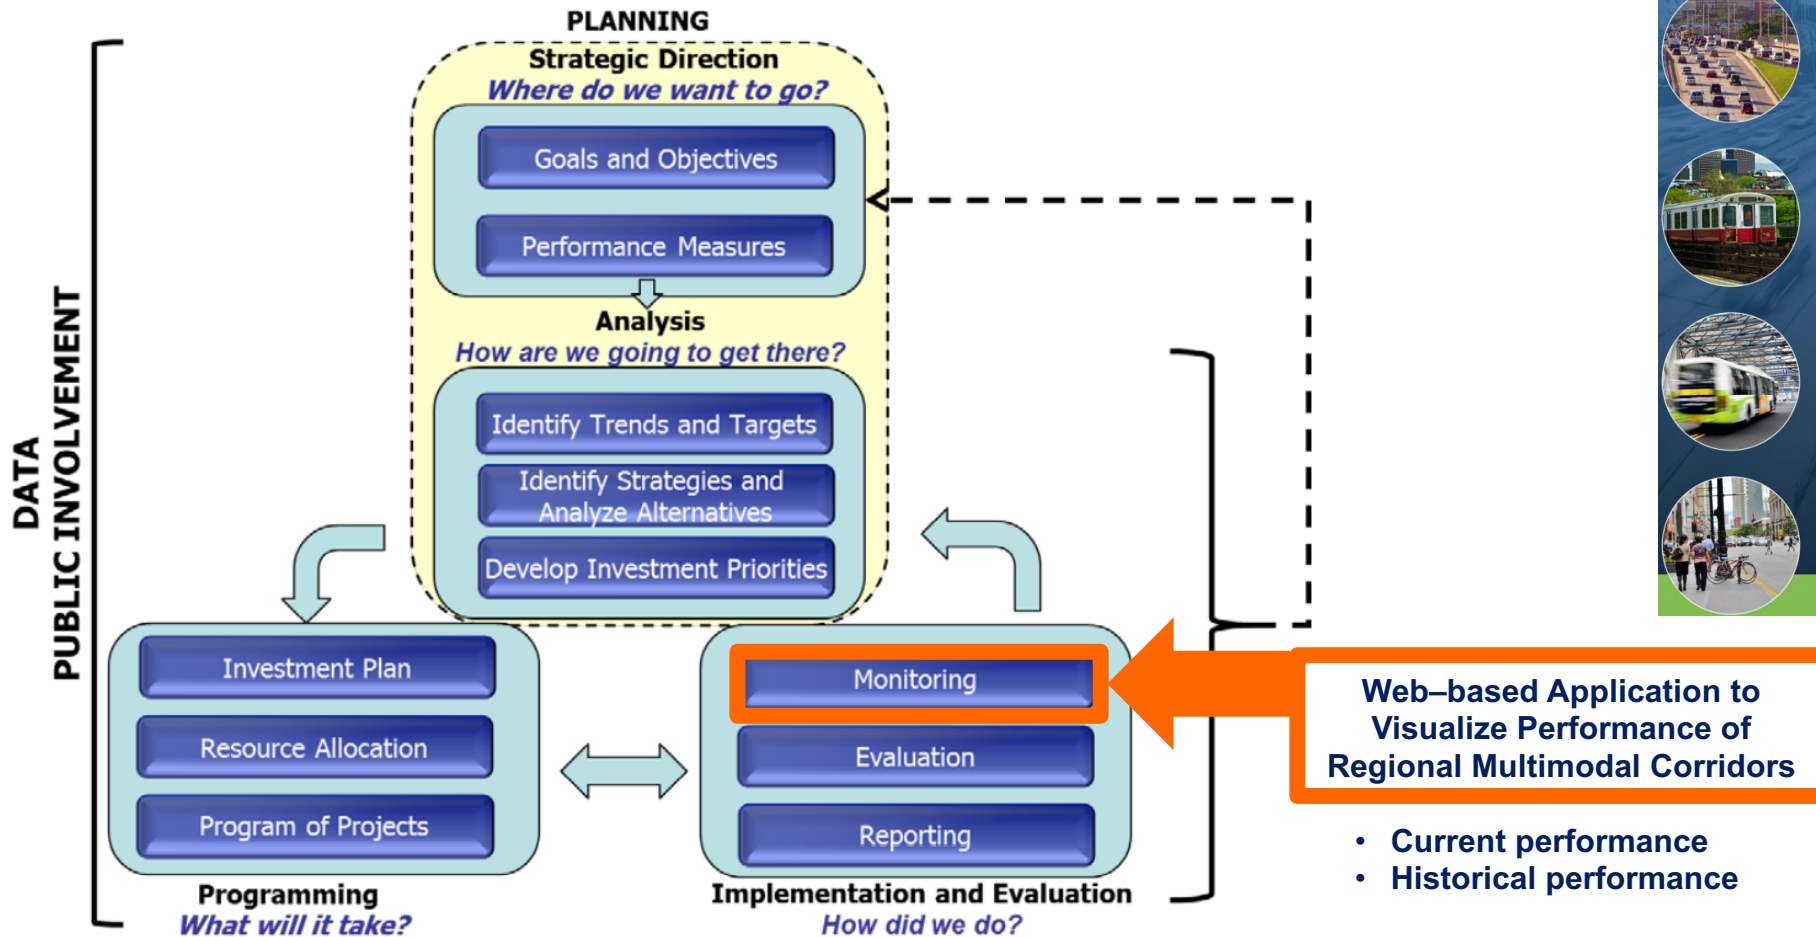 PLANNING
Strategic Direction
Where do we want to go?
Goals and Objectives
Performance Measures
Analysis
How are we going to get there?
Identify Trends and Targets
Identify Strategies and
Analyze Alternatives
Develop Investment Priorities
DATA
PUBLIC INVOLVEMENT
Investment Plan
Resource Allocation
Program of Projects
Programming
What will it take?
Monitoring
Evaluation
Reporting
Implementation and Evaluation
How did we do?
Web–based Application to
Visualize Performance of
Regional Multimodal Corridors
• Current performance
• Historical performance